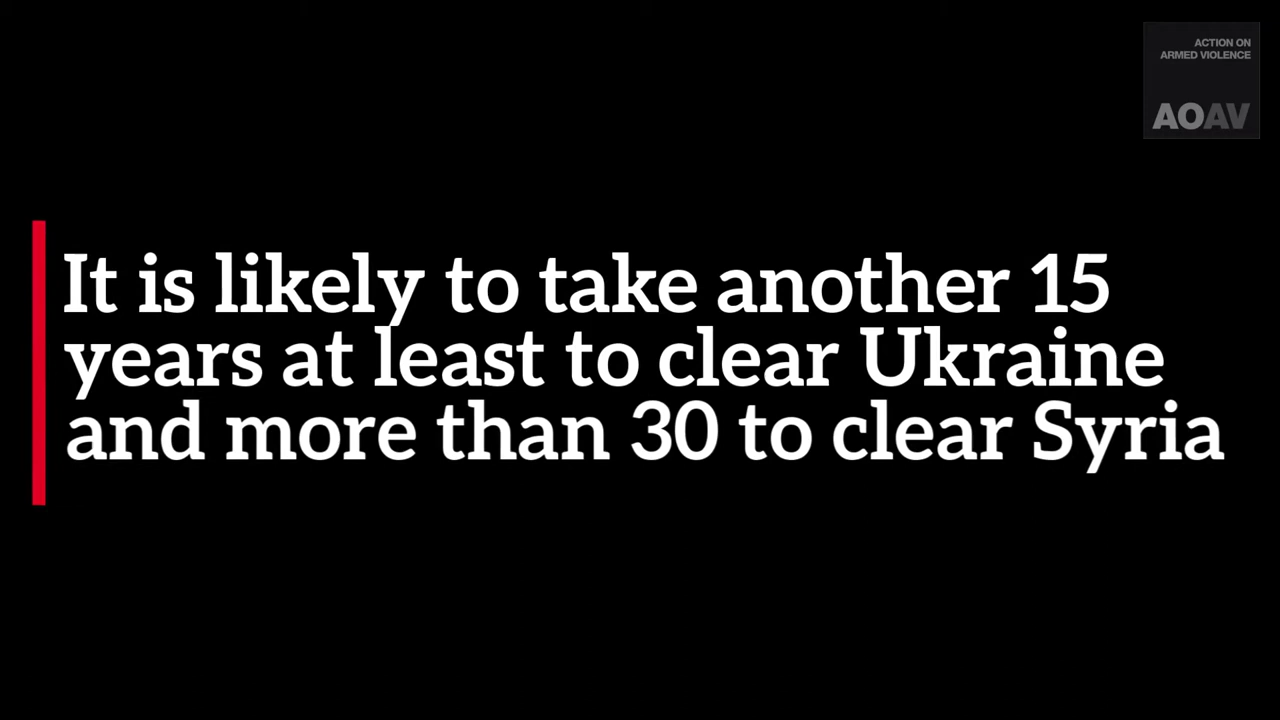 ACTION ON
ARMED VIOLENCE
AOAV
It is likely to take another 15
years at least to clear Ukraine
and more than 30 to clear Syria